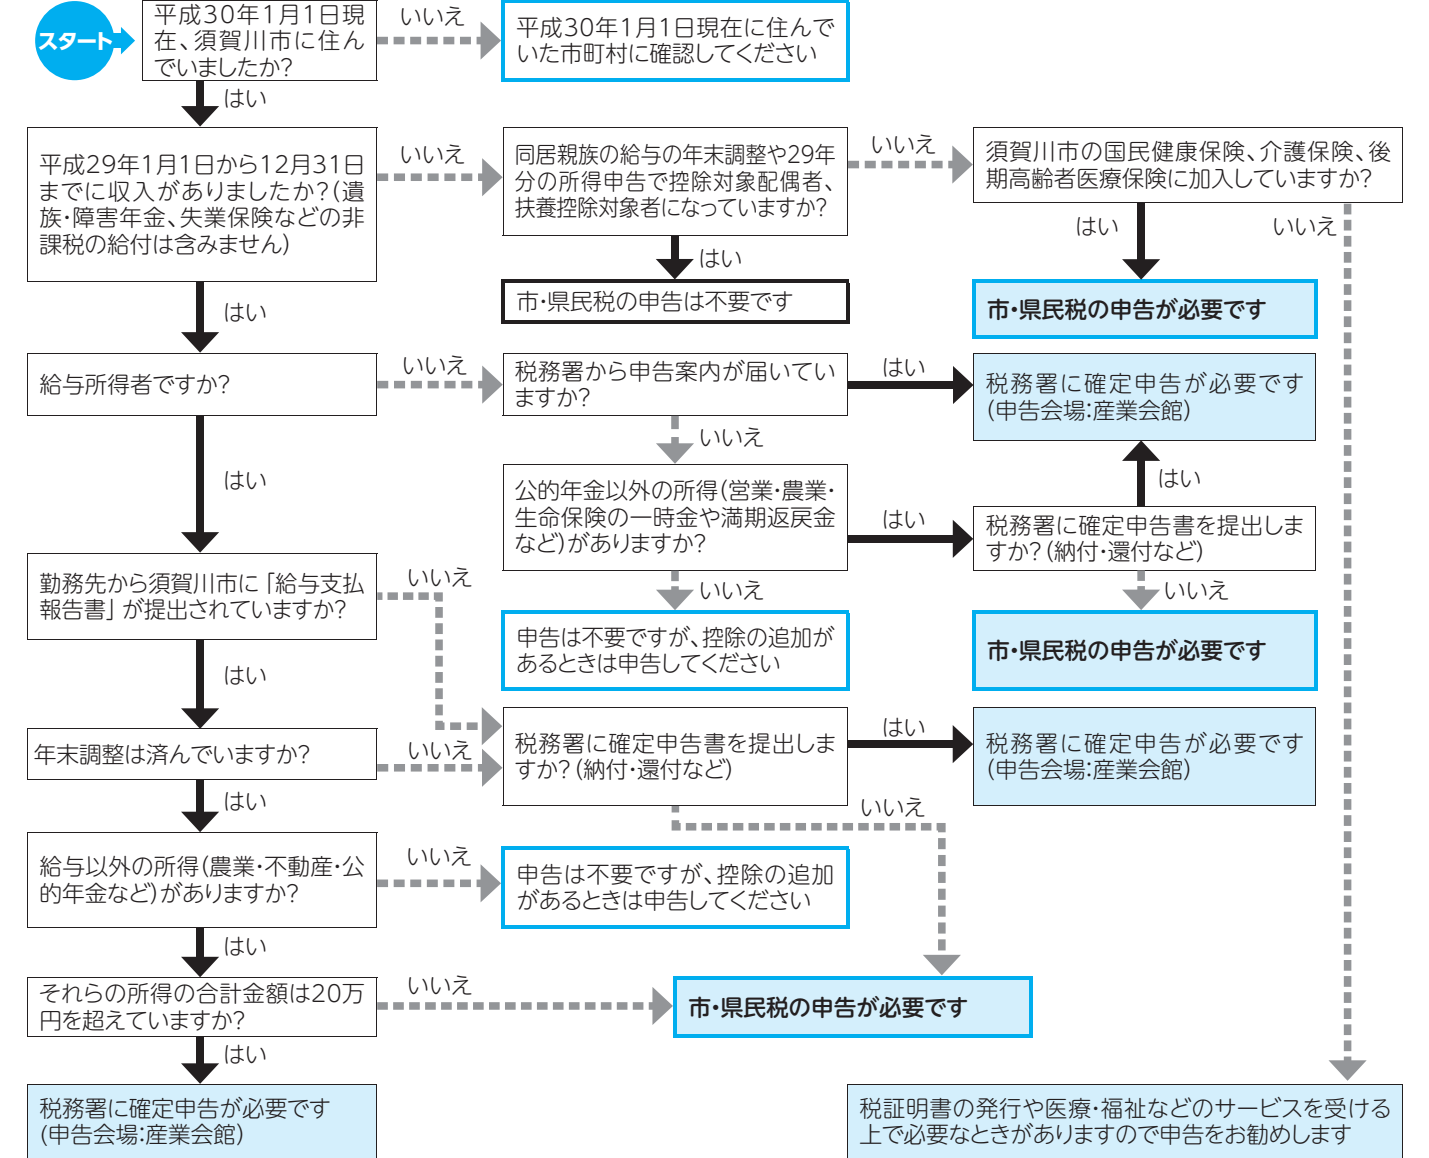 スタート
平成30年1月1日現
在、須賀川市に住ん
でいましたか?
いいえ
平成30年1月1日現在に住んで
いた市町村に確認してください
はい
平成29年1月1日から12月31日
までに収入がありましたか?(遺
族・障害年金、失業保険などの非
課税の給付は含みません)
いいえ
同居親族の給与の年末調整や29年
分の所得申告で控除対象配偶者、
扶養控除対象者になっていますか?
いいえ
須賀川市の国民健康保険、介護保険、後
期高齢者医療保険に加入していますか?
はい
いいえ
はい
市・県民税の申告は不要です
市・県民税の申告が必要です
はい
給与所得者ですか?
いいえ
税務署から申告案内が届いてい
ますか?
はい
税務署に確定申告が必要です
(申告会場:産業会館)
いいえ
はい
はい
公的年金以外の所得(営業・農業・
生命保険の一時金や満期返戻金
など)がありますか?
はい
税務署に確定申告書を提出しま
すか?(納付・還付など)
勤務先から須賀川市に「給与支払
報告書」が提出されていますか?
いいえ
いいえ
いいえ
申告は不要ですが、控除の追加が
あるときは申告してください
市・県民税の申告が必要です
はい
年末調整は済んでいますか?
いいえ
税務署に確定申告書を提出しま
すか?(納付・還付など)
はい
税務署に確定申告が必要です
(申告会場:産業会館)
はい
いいえ
給与以外の所得(農業・不動産・公
的年金など)がありますか?
いいえ
申告は不要ですが、控除の追加
があるときは申告してください
はい
それらの所得の合計金額は20万
円を超えていますか?
いいえ
市・県民税の申告が必要です
はい
税務署に確定申告が必要です
(申告会場:産業会館)
税証明書の発行や医療・福祉などのサービスを受ける
上で必要なときがありますので申告をお勧めします